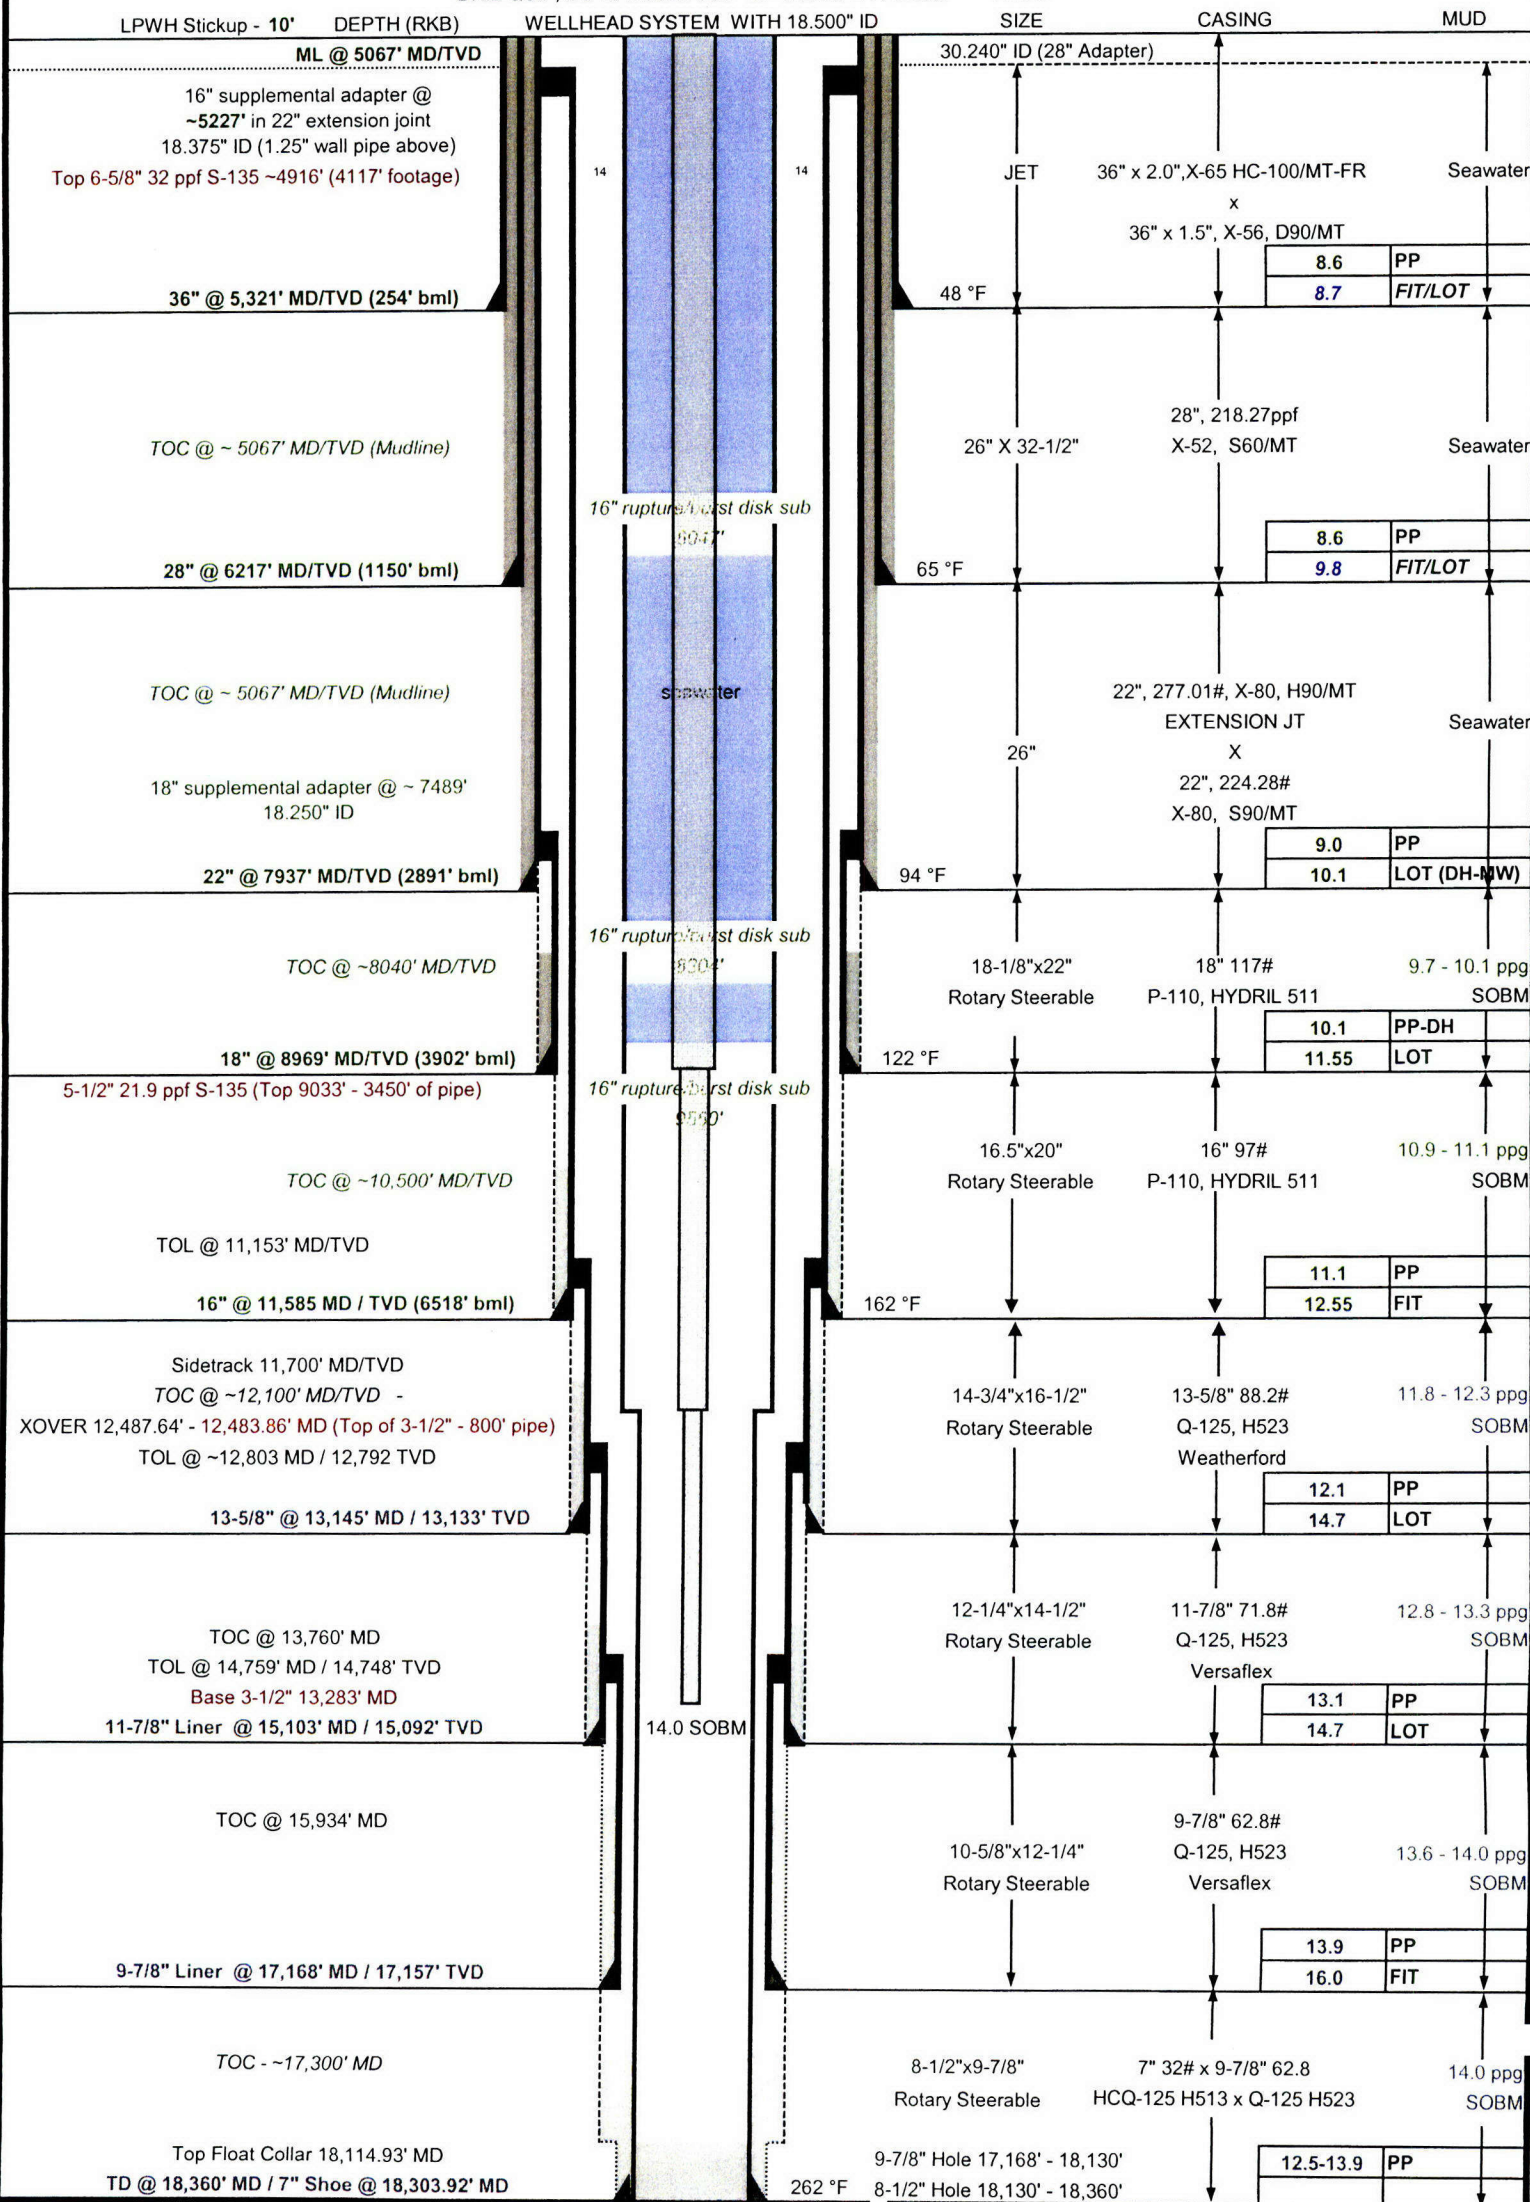 LPWH Stickup - 10' DEPTH (RKB) WELLHEAD SYSTEM WITH 18.500" ID SIZE CASING MUD
ML @ 5067' MD/TVD
30.240" ID (28" Adapter)
16" supplemental adapter @
~5227' in 22" extension joint
18.375" ID (1.25" wall pipe above)
Top 6-5/8" 32 ppf S-135 ~4916' (4117' footage)
14 14
JET
36" x 2.0",X-65 HC-100/MT-FR
x
36" x 1.5", X-56, D90/MT
Seawater
8.6 PP
8.7 FIT/LOT
36" @ 5,321' MD/TVD (254' bml)
48 °F
TOC @ ~ 5067' MD/TVD (Mudline)
26" X 32-1/2"
28", 218.27ppf
X-52, S60/MT
Seawater
16" rupture/burst disk sub
8.6 PP
9.8 FIT/LOT
28" @ 6217' MD/TVD (1150' bml)
65 °F
TOC @ ~ 5067' MD/TVD (Mudline)
seawater
26"
22", 277.01#, X-80, H90/MT
EXTENSION JT
X
22", 224.28#
X-80, S90/MT
Seawater
18" supplemental adapter @ ~ 7489'
18.250" ID
9.0 PP
10.1 LOT (DH-MW)
22" @ 7937' MD/TVD (2891' bml)
94 °F
16" rupture/burst disk sub
8304'
TOC @ ~8040' MD/TVD
18-1/8"x22"
Rotary Steerable
18" 117#
P-110, HYDRIL 511
9.7 - 10.1 ppg
SOBM
10.1 PP-DH
11.55 LOT
18" @ 8969' MD/TVD (3902' bml)
122 °F
5-1/2" 21.9 ppf S-135 (Top 9033' - 3450' of pipe)
16" rupture/burst disk sub
9560'
TOC @ ~10,500' MD/TVD
16.5"x20"
Rotary Steerable
16" 97#
P-110, HYDRIL 511
10.9 - 11.1 ppg
SOBM
TOL @ 11,153' MD/TVD
11.1 PP
12.55 FIT
16" @ 11,585 MD / TVD (6518' bml)
162 °F
Sidetrack 11,700' MD/TVD
TOC @ ~12,100' MD/TVD -
XOVER 12,487.64' - 12,483.86' MD (Top of 3-1/2" - 800' pipe)
TOL @ ~12,803 MD / 12,792 TVD
14-3/4"x16-1/2"
Rotary Steerable
13-5/8" 88.2#
Q-125, H523
Weatherford
11.8 - 12.3 ppg
SOBM
12.1 PP
14.7 LOT
13-5/8" @ 13,145' MD / 13,133' TVD
12-1/4"x14-1/2"
Rotary Steerable
11-7/8" 71.8#
Q-125, H523
Versaflex
12.8 - 13.3 ppg
SOBM
TOC @ 13,760' MD
TOL @ 14,759' MD / 14,748' TVD
Base 3-1/2" 13,283' MD
13.1 PP
14.7 LOT
11-7/8" Liner @ 15,103' MD / 15,092' TVD
14.0 SOBM
TOC @ 15,934' MD
10-5/8"x12-1/4"
Rotary Steerable
9-7/8" 62.8#
Q-125, H523
Versaflex
13.6 - 14.0 ppg
SOBM
13.9 PP
16.0 FIT
9-7/8" Liner @ 17,168' MD / 17,157' TVD
TOC - ~17,300' MD
8-1/2"x9-7/8"
Rotary Steerable
7" 32# x 9-7/8" 62.8
HCQ-125 H513 x Q-125 H523
14.0 ppg
SOBM
Top Float Collar 18,114.93' MD
TD @ 18,360' MD / 7" Shoe @ 18,303.92' MD
262 °F
9-7/8" Hole 17,168' - 18,130'
8-1/2" Hole 18,130' - 18,360'
12.5-13.9 PP